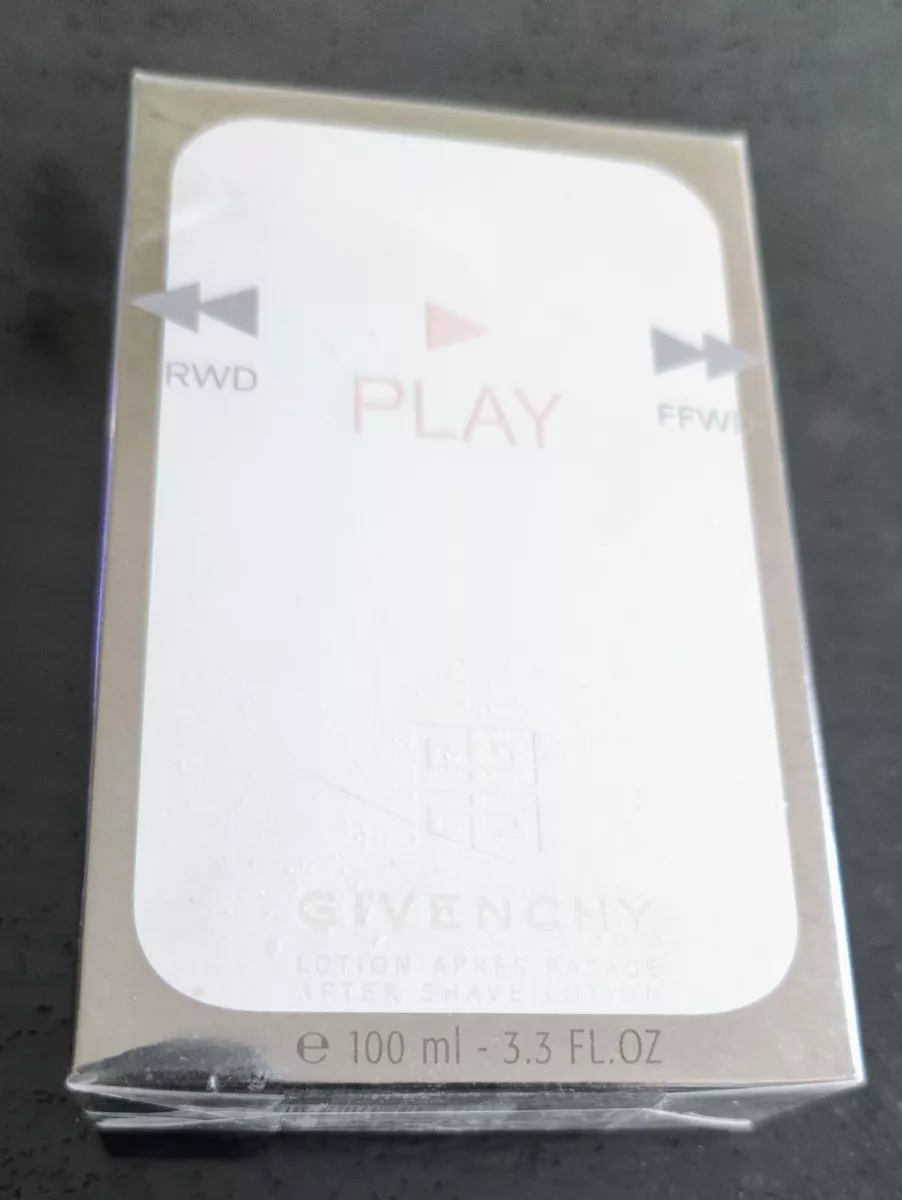 RWD
PLAY
FFWD
GIVENCHY
LOTION APRÈS RASAGE
AFTER SHAVE LOTION
e 100 ml - 3.3 FL.OZ